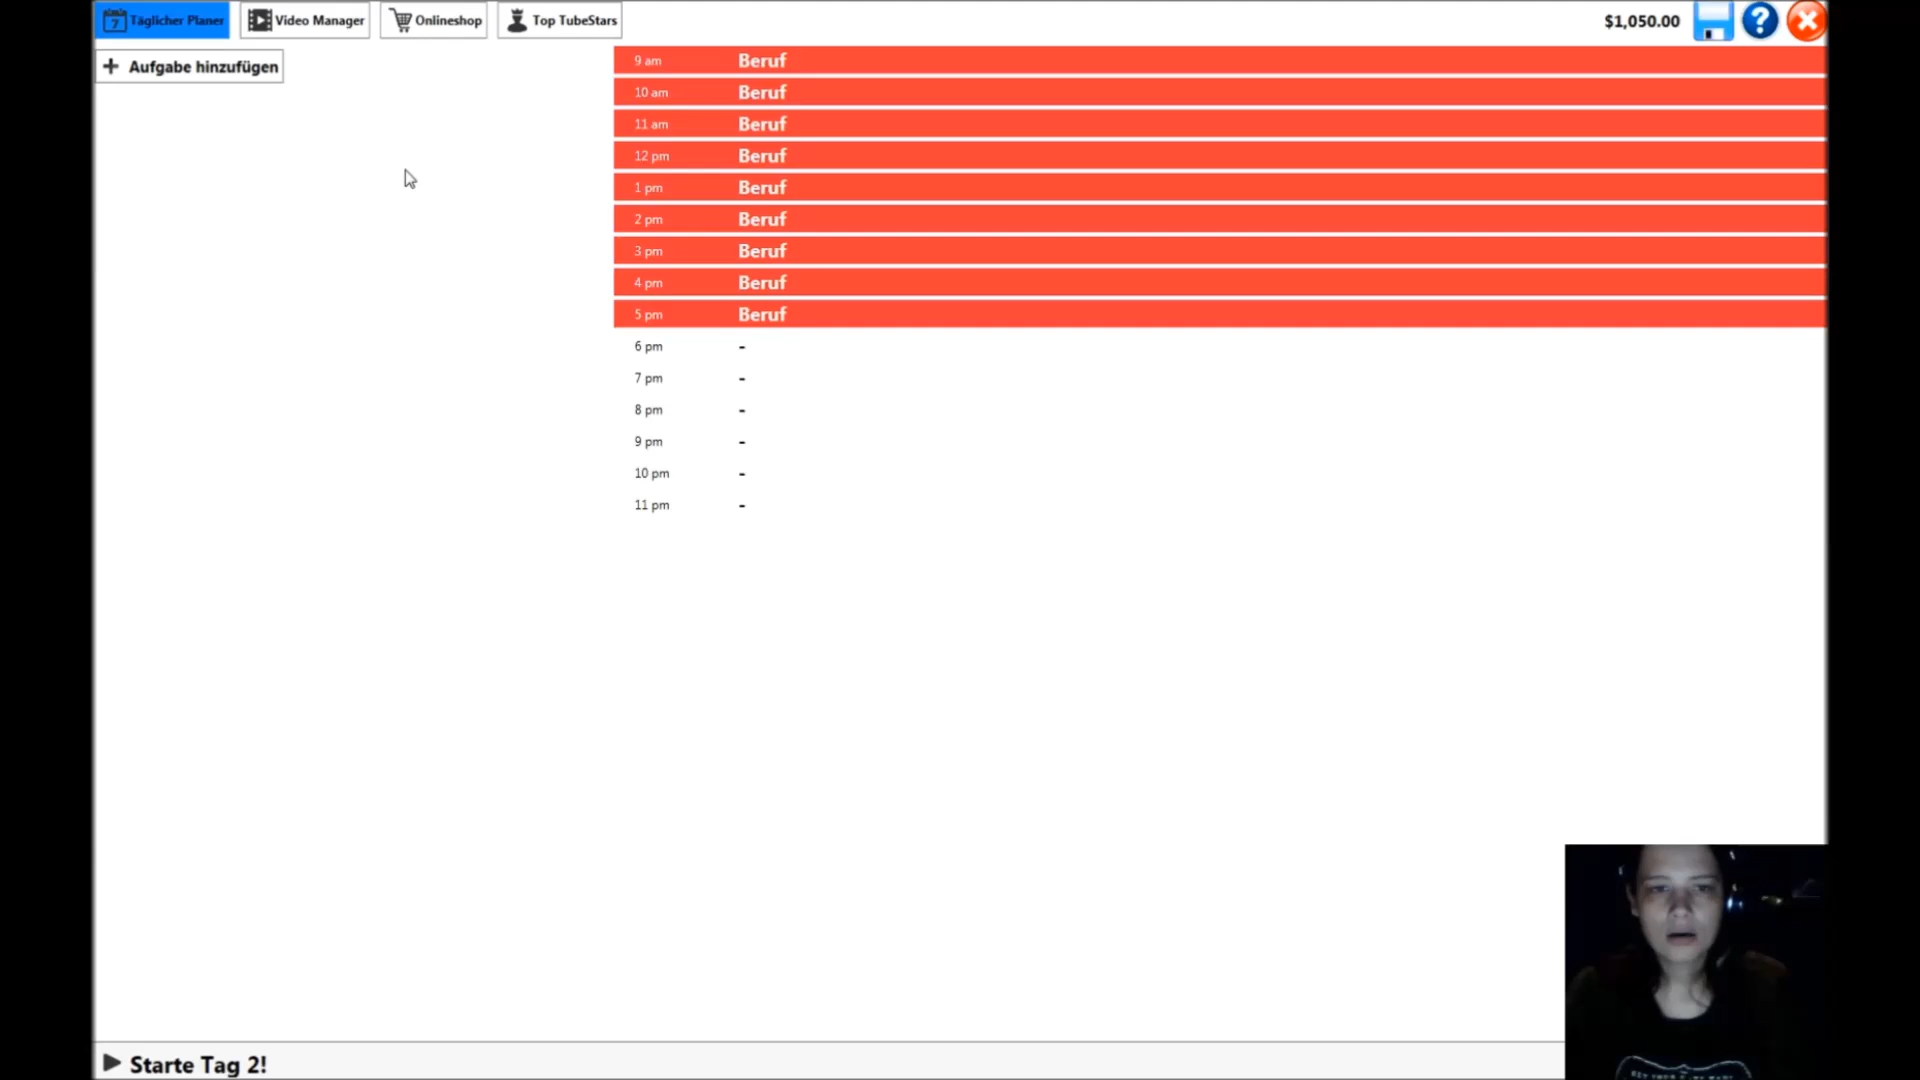 Täglicher Planer Video Manager Onlineshop Top TubeStars $1,050.00
Aufgabe hinzufügen
9 am Beruf
10 am Beruf
11 am Beruf
12 pm Beruf
1 pm Beruf
2 pm Beruf
3 pm Beruf
4 pm Beruf
5 pm Beruf
6 pm -
7 pm -
8 pm -
9 pm -
10 pm -
11 pm -
Starte Tag 2!